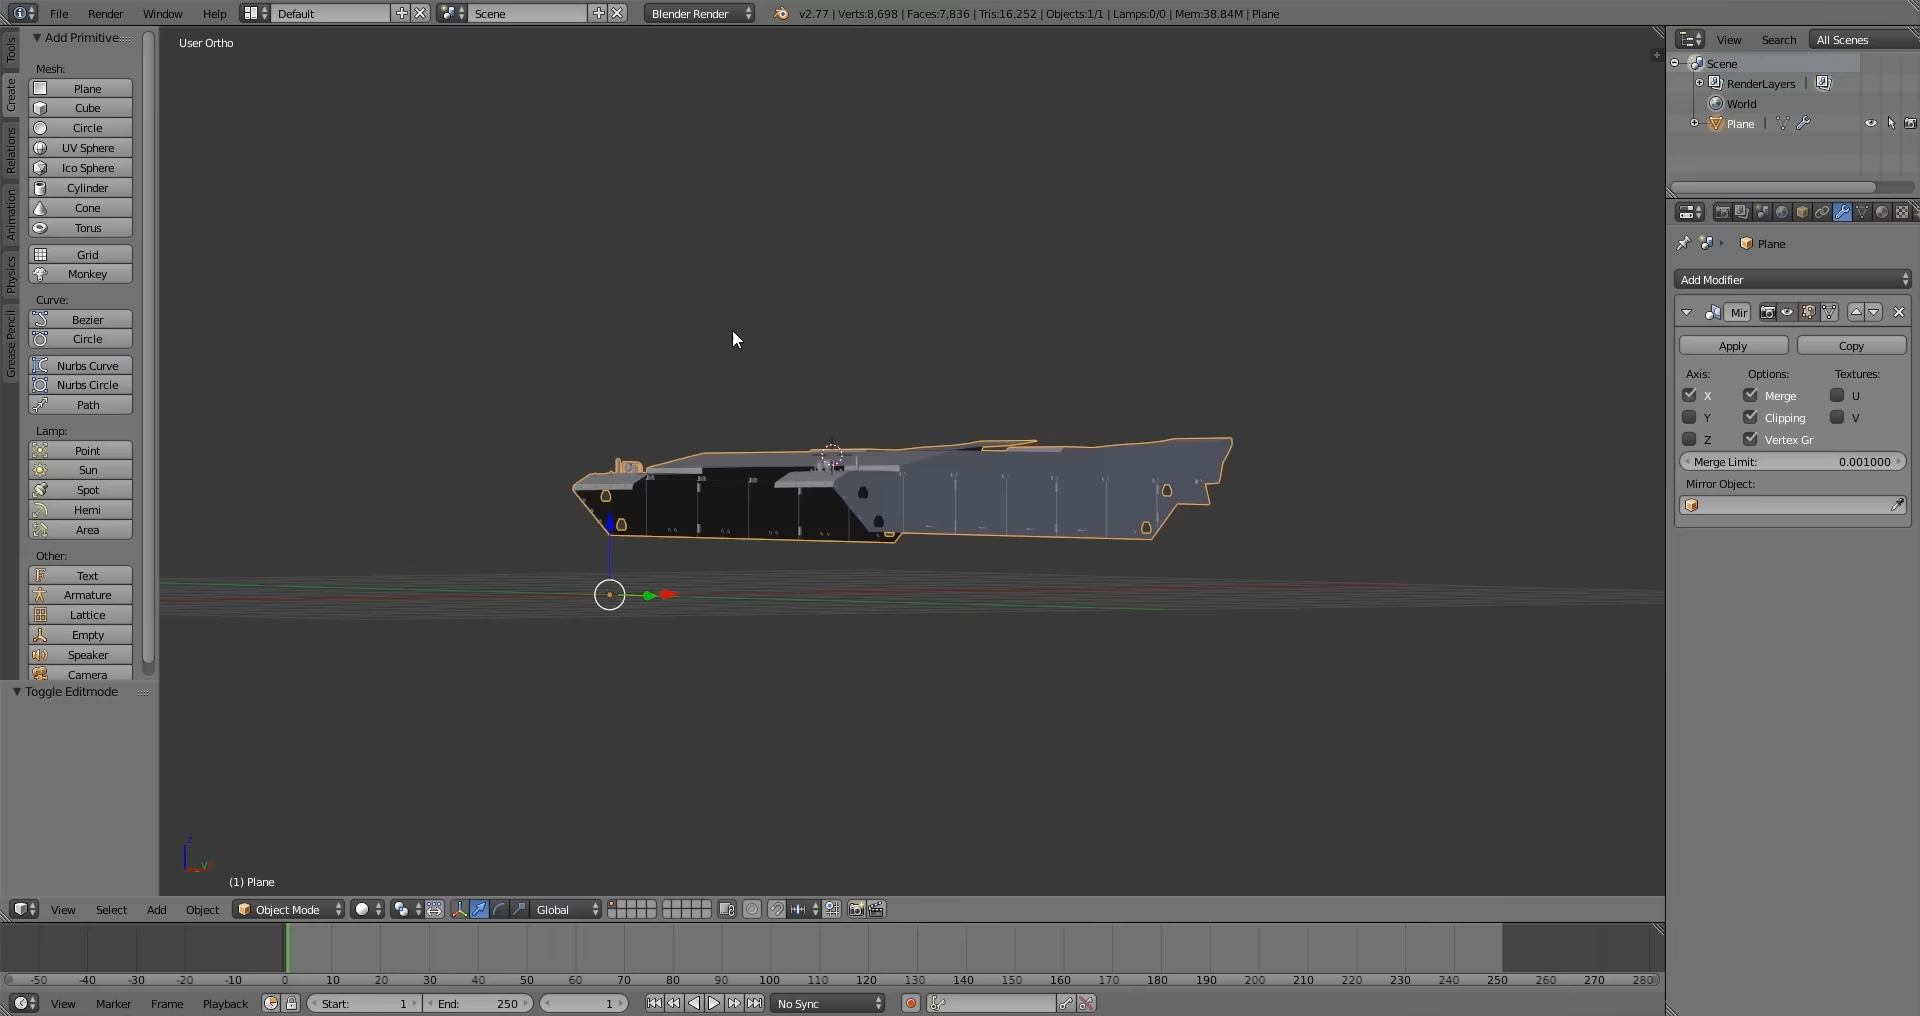 File Render Window Help Default Scene Blender Render v2.77 | Verts:8,698 | Faces:7,836 | Tris:16,252 | Objects:1/1 | Lamps:0/0 | Mem:38.84M | Plane
Tools
Create
Relations
Animation
Physics
Grease Pencil
Add Primitive
Mesh:
Plane
Cube
Circle
UV Sphere
Ico Sphere
Cylinder
Cone
Torus
Grid
Monkey
Curve:
Bezier
Circle
Nurbs Curve
Nurbs Circle
Path
Lamp:
Point
Sun
Spot
Hemi
Area
Other:
Text
Armature
Lattice
Empty
Speaker
Camera
Toggle Editmode
User Ortho
z
y
(1) Plane
View Search All Scenes
Scene
RenderLayers |
World
Plane |
Plane
Add Modifier
Mir
Apply Copy
Axis: Options: Textures:
X Merge U
Y Clipping V
Z Vertex Gr
Merge Limit: 0.001000
Mirror Object:
View Select Add Object Object Mode Global
-50 -40 -30 -20 -10 0 10 20 30 40 50 60 70 80 90 100 110 120 130 140 150 160 170 180 190 200 210 220 230 240 250 260 270 280
View Marker Frame Playback Start: 1 End: 250 1 No Sync